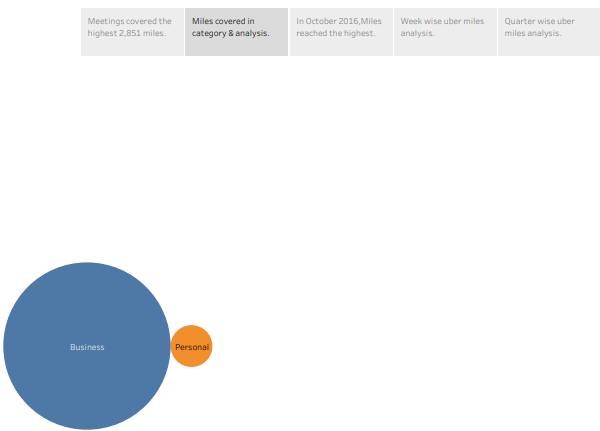 Meetings covered the
highest 2,851 miles.
Miles covered in
category & analysis.
In October 2016,Miles
reached the highest.
Week wise uber miles
analysis.
Quarter wise uber
miles analysis.
Business
Personal